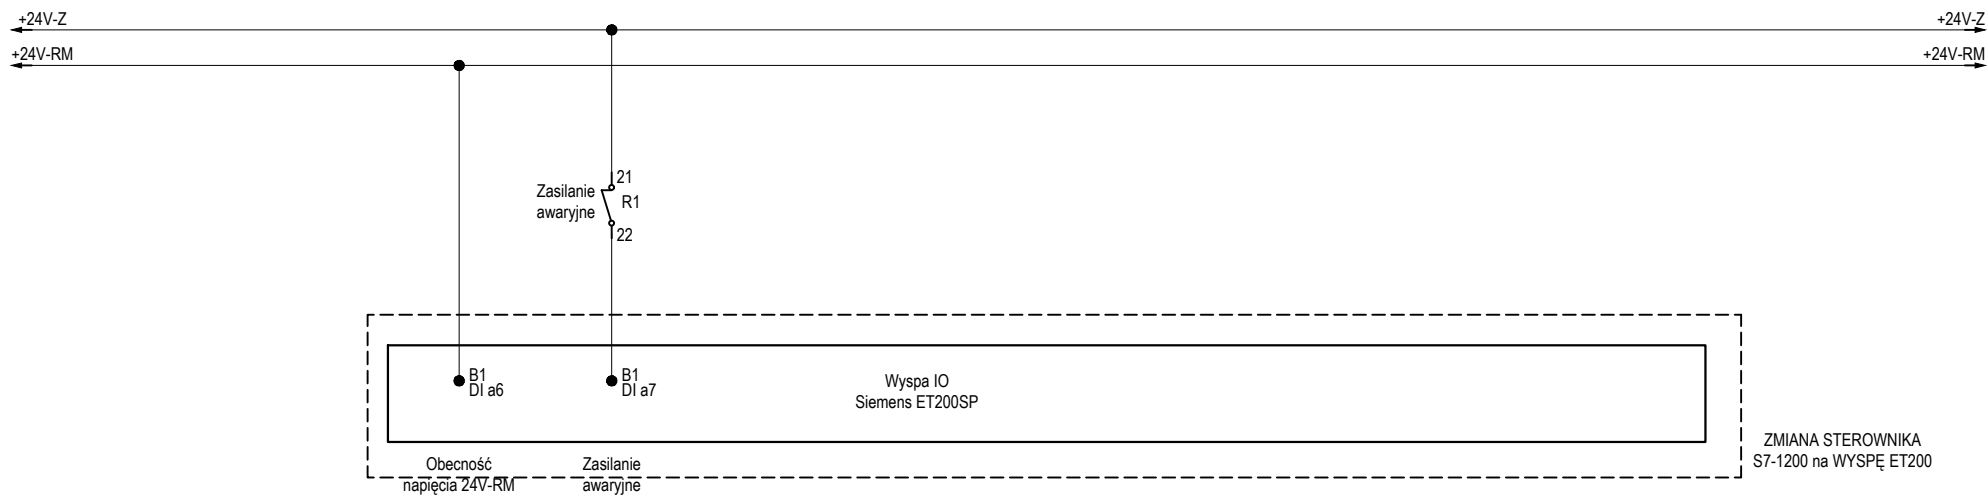 +24V-Z
+24V-Z
+24V-RM
+24V-RM
21
Zasilanie
awaryjne
R1
22
B1
DI a6
B1
DI a7
Wyspa IO
Siemens ET200SP
ZMIANA STEROWNIKA
S7-1200 na WYSPĘ ET200
Obecność
napięcia 24V-RM
Zasilanie
awaryjne